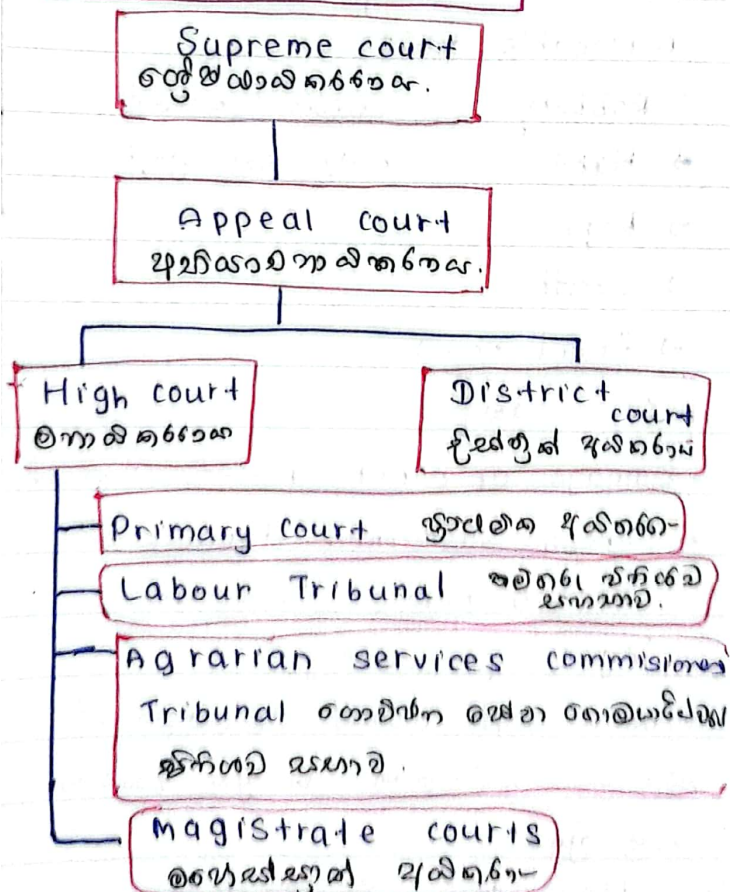 Supreme court
ශ්‍රේෂ්ඨාධිකරණය.
Appeal court
අභියාචනාධිකරණය.
High court
මහාධිකරණය
District
court
දිස්ත්‍රික් අධිකරණ
Primary court ප්‍රාථමික අධිකරණ
Labour Tribunal කම්කරු විනිශ්චය
සභාව.
Agrarian services commisioner
Tribunal ගොවිජන සේවා කොමසාරිස්
විනිශ්චය සභාව.
Magistrate courts
මහේස්ත්‍රාත් අධිකරණ